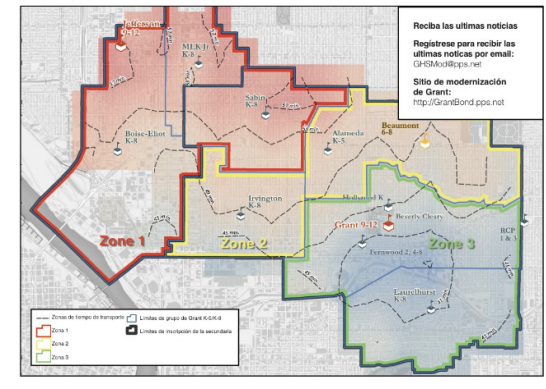 Reciba las ultimas noticias
Regístrese para recibir las
ultimas noticas por email:
GHSMod@pps.net
Sitio de modernización
de Grant:
http://GrantBond.pps.net
Jefferson
9-12
MLK Jr
K-8
Sabin
K-8
Boise-Eliot
K-8
Alameda
K-5
Beaumont
6-8
Irvington
K-8
Hollywood K
Beverly Cleary
Grant 9-12
Fernwood 2, 4-8
RCP
1 & 3
Laurelhurst
K-8
Zone 1
Zone 2
Zone 3
Zonas de tiempo de transporte
Límites de grupo de Grant K-5/K-8
Zona 1
Límites de inscripción de la secundaria
Zona 2
Zona 3